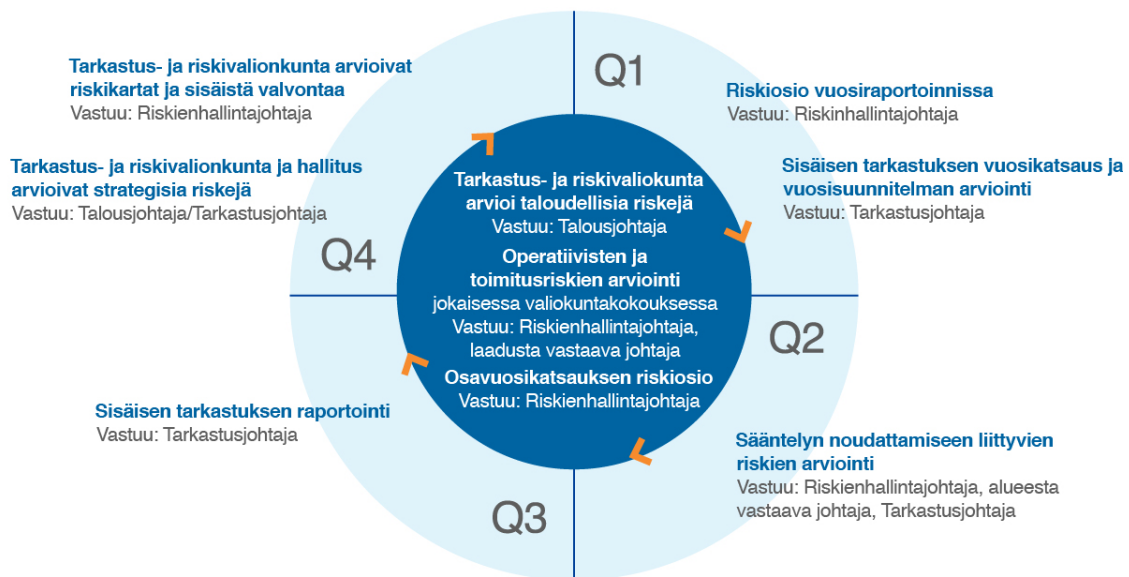 Q1
Riskiosio vuosiraportoinnissa
Vastuu: Riskinhallintajohtaja
Sisäisen tarkastuksen vuosikatsaus ja
vuosisuunnitelman arviointi
Vastuu: Tarkastusjohtaja
Q2
Sääntelyn noudattamiseen liittyvien
riskien arviointi
Vastuu: Riskienhallintajohtaja, alueesta
vastaava johtaja, Tarkastusjohtaja
Q3
Sisäisen tarkastuksen raportointi
Vastuu: Tarkastusjohtaja
Q4
Tarkastus- ja riskivalionkunta arvioivat
riskikartat ja sisäistä valvontaa
Vastuu: Riskienhallintajohtaja
Tarkastus- ja riskivalionkunta ja hallitus
arvioivat strategisia riskejä
Vastuu: Talousjohtaja/Tarkastusjohtaja
Tarkastus- ja riskivaliokunta
arvioi taloudellisia riskejä
Vastuu: Talousjohtaja
Operatiivisten ja
toimitusriskien arviointi
jokaisessa valiokuntakokouksessa
Vastuu: Riskienhallintajohtaja,
laadusta vastaava johtaja
Osavuosikatsauksen riskiosio
Vastuu: Riskienhallintajohtaja